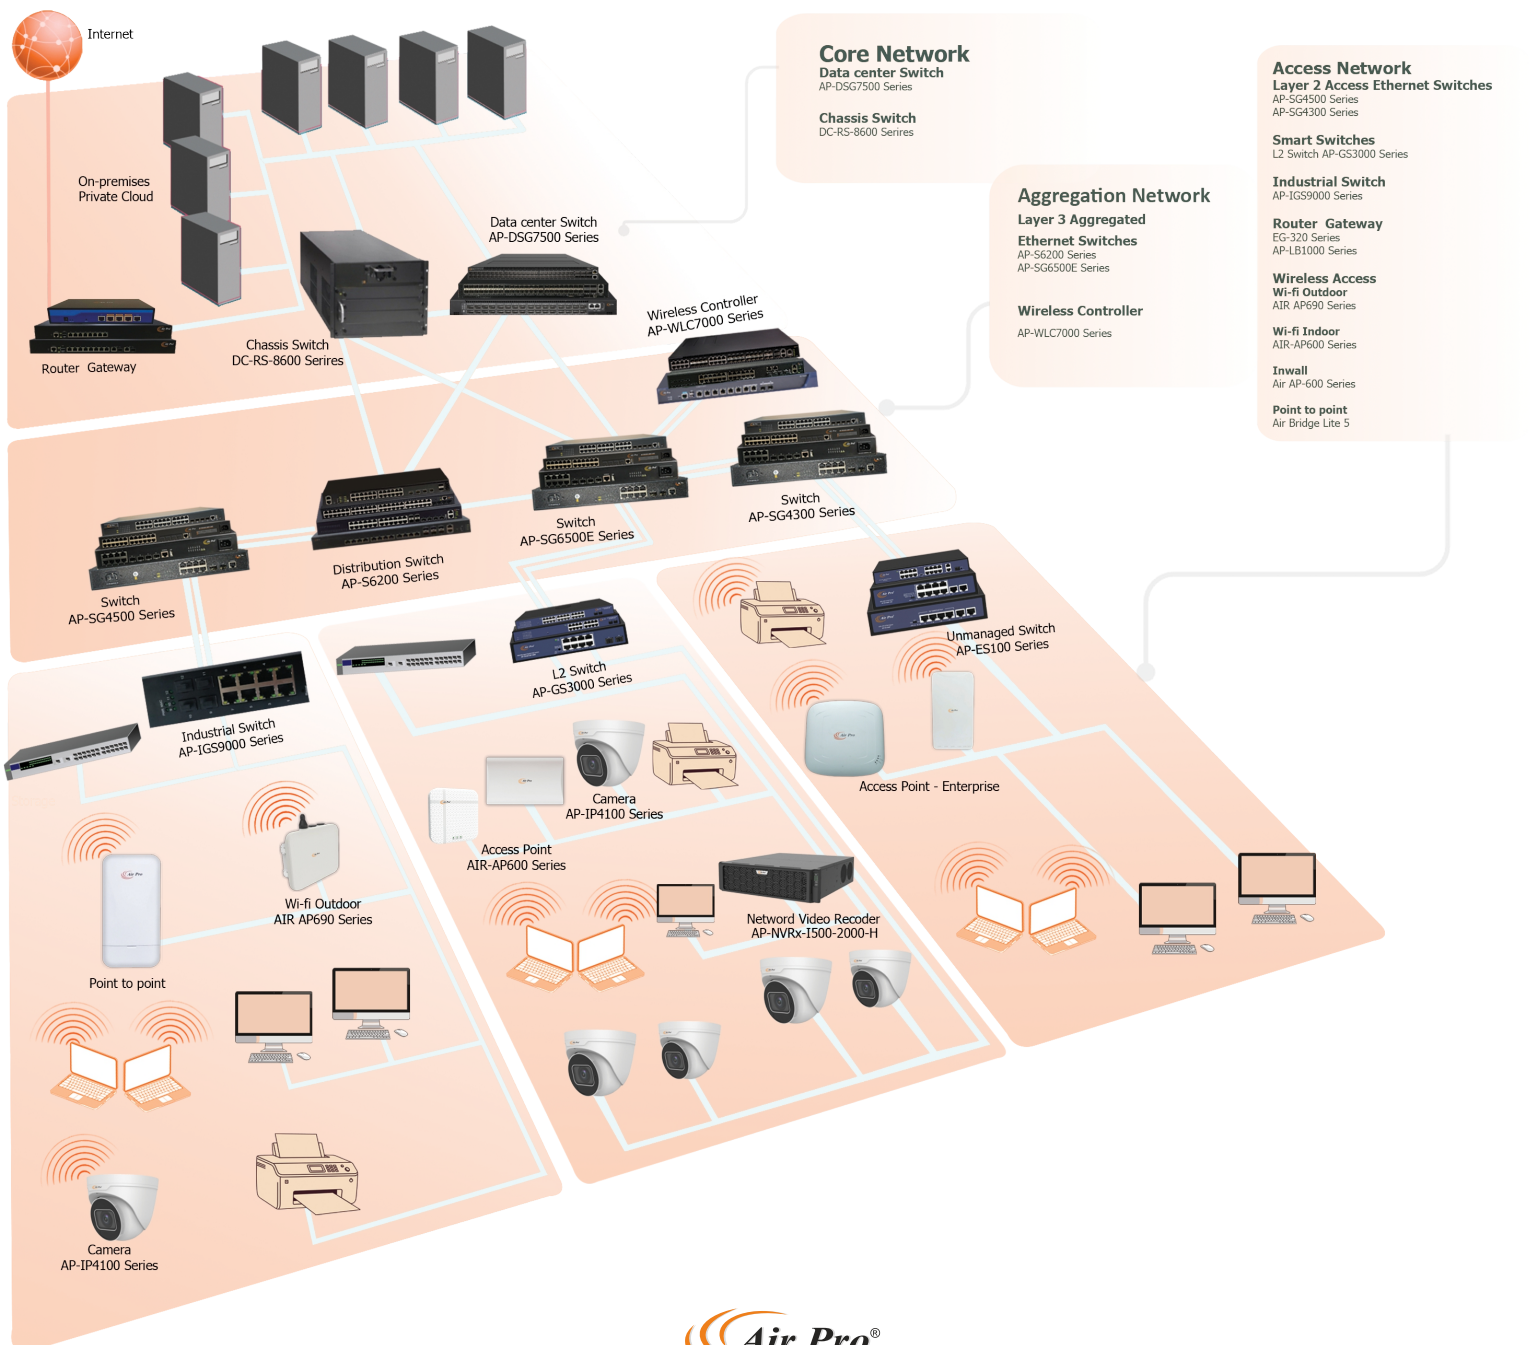 Internet
On-premises
Private Cloud
Router  Gateway
Chassis Switch
DC-RS-8600 Serires
Data center Switch
AP-DSG7500 Series
Wireless Controller
AP-WLC7000 Series
Core Network
Data center Switch
AP-DSG7500 Series
Chassis Switch
DC-RS-8600 Serires
Aggregation Network
Layer 3 Aggregated
Ethernet Switches
AP-S6200 Series
AP-SG6500E Series
Wireless Controller
AP-WLC7000 Series
Access Network
Layer 2 Access Ethernet Switches
AP-SG4500 Series
AP-SG4300 Series
Smart Switches
L2 Switch AP-GS3000 Series
Industrial Switch
AP-IGS9000 Series
Router  Gateway
EG-320 Series
AP-LB1000 Series
Wireless Access
Wi-fi Outdoor
AIR AP690 Series
Wi-fi Indoor
AIR-AP600 Series
Inwall
Air AP-600 Series
Point to point
Air Bridge Lite 5
Switch
AP-SG4500 Series
Distribution Switch
AP-S6200 Series
Switch
AP-SG6500E Series
Switch
AP-SG4300 Series
Industrial Switch
AP-IGS9000 Series
L2 Switch
AP-GS3000 Series
Unmanaged Switch
AP-ES100 Series
Air Pro
Access Point - Enterprise
Camera
AP-IP4100 Series
Access Point
AIR-AP600 Series
Air Pro
Wi-fi Outdoor
AIR AP690 Series
Point to point
Netword Video Recoder
AP-NVRx-I500-2000-H
Camera
AP-IP4100 Series
Air Pro®